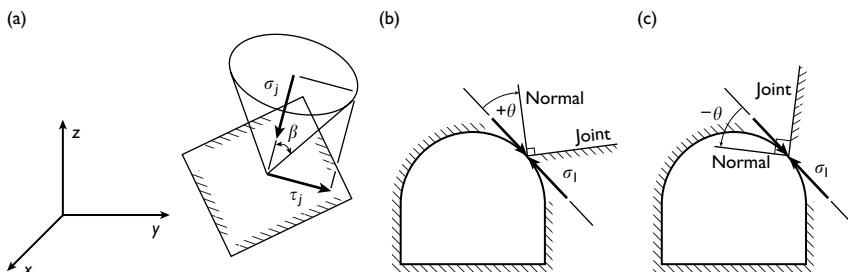 (a)
z
y
x
σj
β
τj
(b)
+θ
Normal
Joint
σ1
(c)
Joint
−θ
Normal
σ1